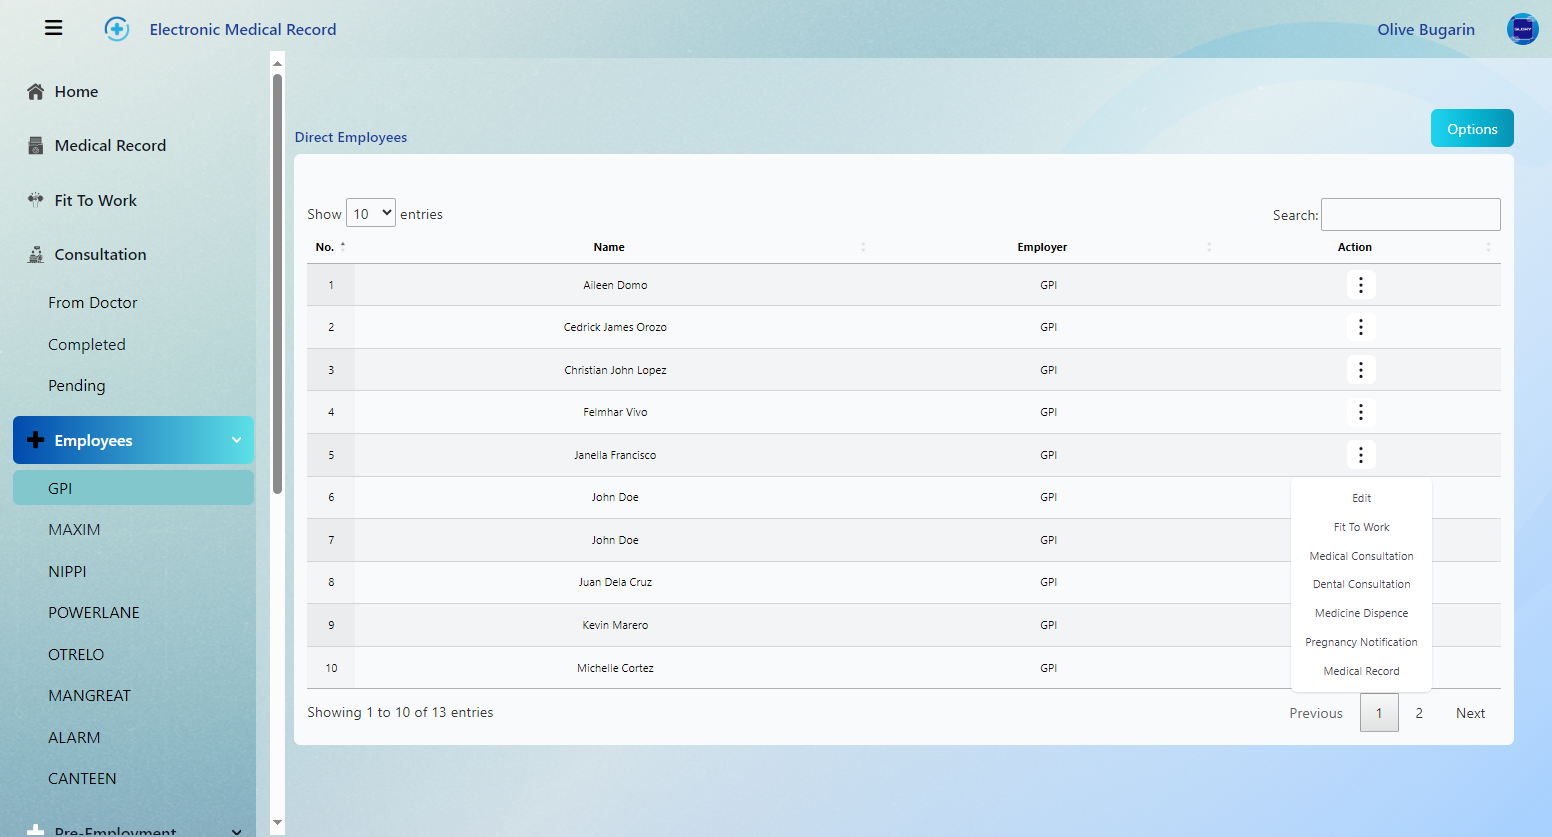 Electronic Medical Record
Olive Bugarin
GLORY
Home
Medical Record
Fit To Work
Consultation
From Doctor
Completed
Pending
Employees
GPI
MAXIM
NIPPI
POWERLANE
OTRELO
MANGREAT
ALARM
CANTEEN
Pre-Employment
Direct Employees
Options
Show 10 entries
Search:
No. Name Employer Action
1 Aileen Domo GPI
2 Cedrick James Orozo GPI
3 Christian John Lopez GPI
4 Felmhar Vivo GPI
5 Janella Francisco GPI
6 John Doe GPI
7 John Doe GPI
8 Juan Dela Cruz GPI
9 Kevin Marero GPI
10 Michelle Cortez GPI
Edit
Fit To Work
Medical Consultation
Dental Consultation
Medicine Dispence
Pregnancy Notification
Medical Record
Showing 1 to 10 of 13 entries
Previous 1 2 Next